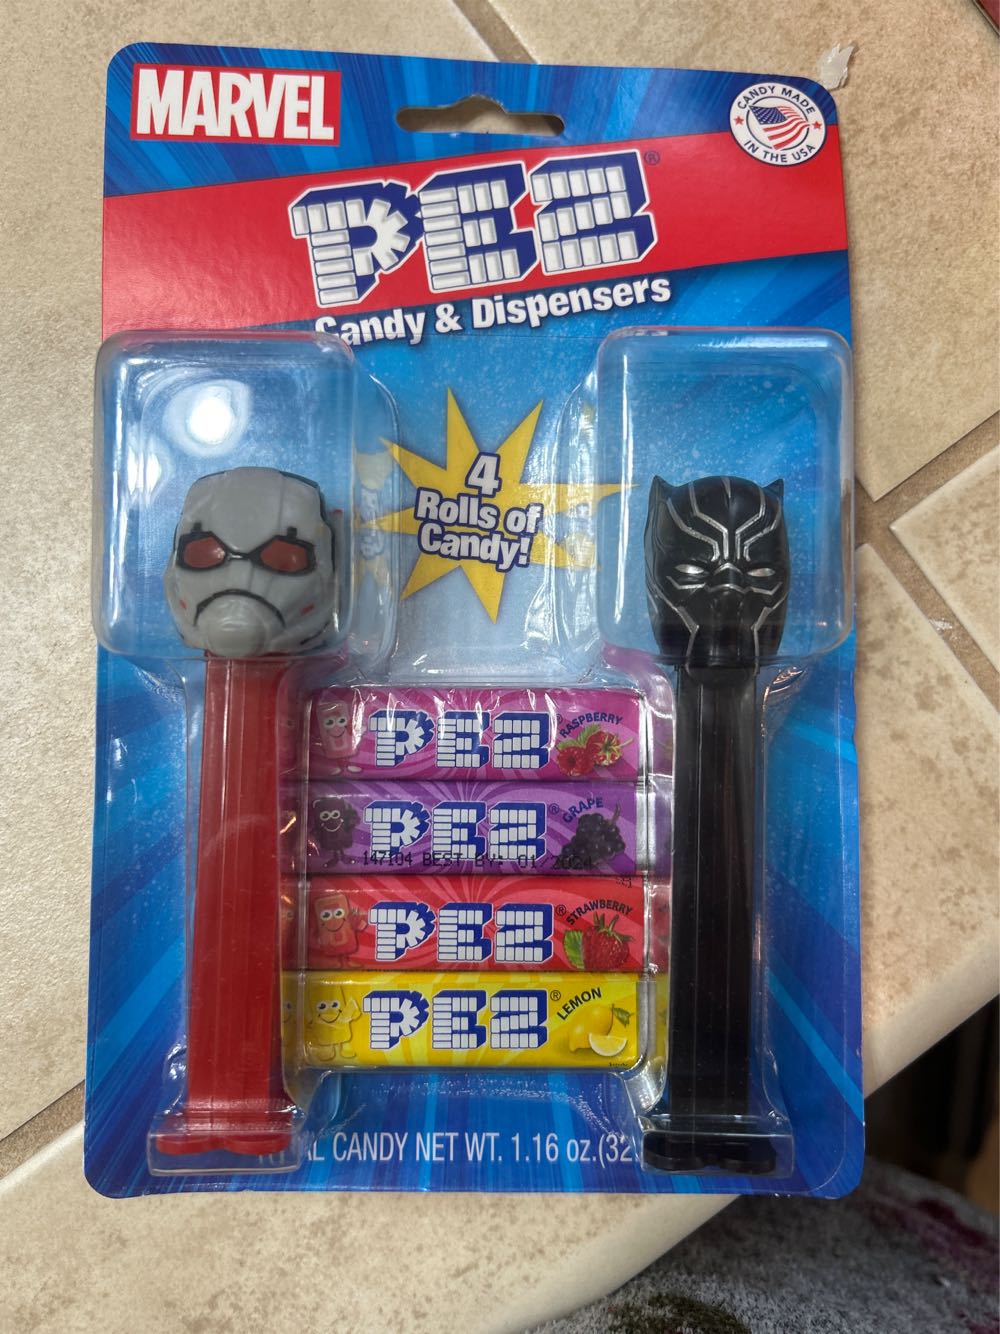 MARVEL
CANDY MADE
IN THE USA
PEZ®
Candy & Dispensers
4
Rolls of
Candy!
PEZ® RASPBERRY
PEZ® GRAPE
147104 BEST BY: 01/2024
PEZ® STRAWBERRY
PEZ® LEMON
CANDY NET WT. 1.16 oz.(32